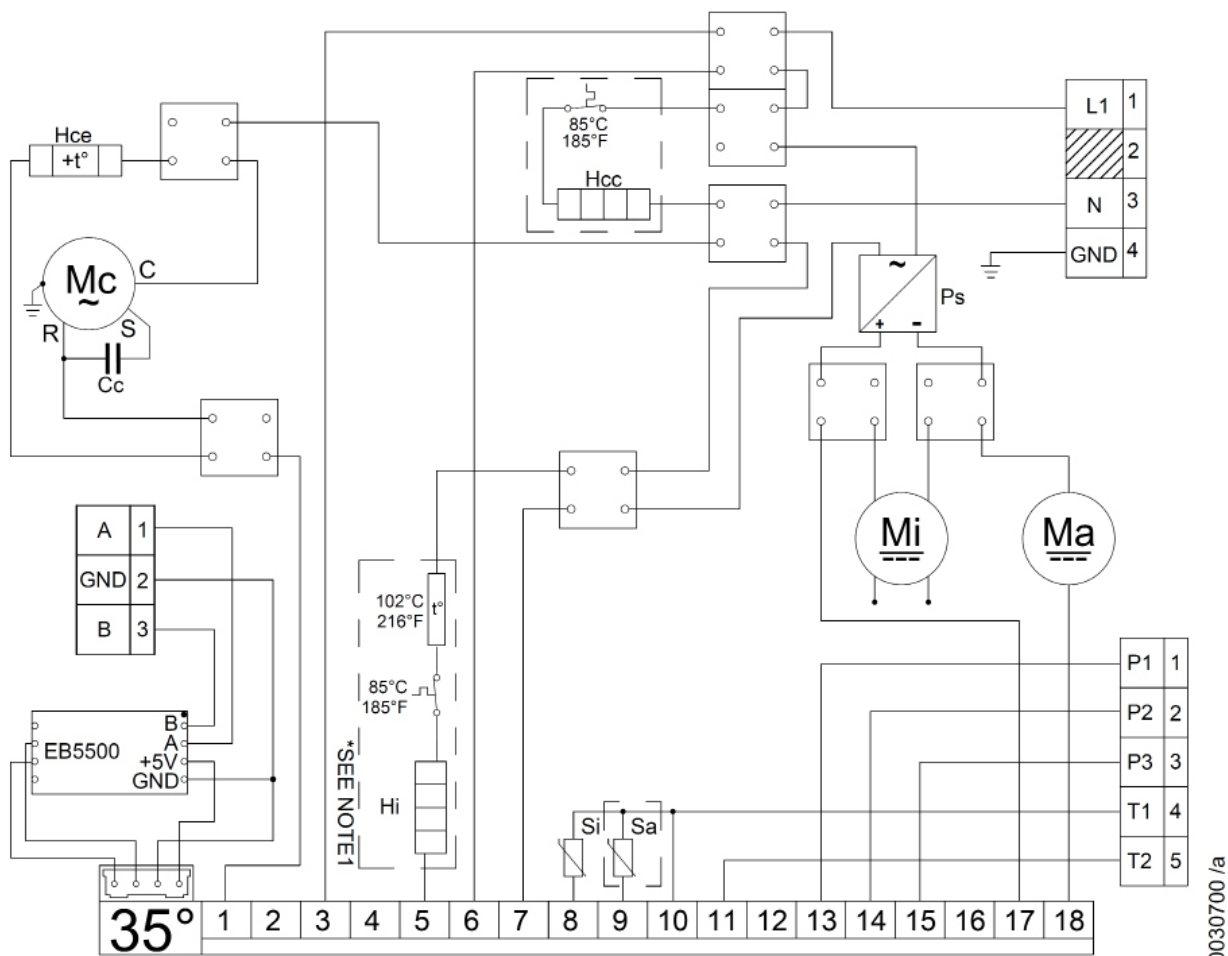 L1 1
2
N 3
GND 4
Hce
+t°
85°C
185°F
Hcc
Mc
~
C
R
S
Cc
~
+ -
Ps
Mi
Ma
A 1
GND 2
B 3
EB5500
B
A
+5V
GND
102°C
216°F
t°
85°C
185°F
*SEE NOTE1
Hi
Si
Sa
P1 1
P2 2
P3 3
T1 4
T2 5
35° 1 2 3 4 5 6 7 8 9 10 11 12 13 14 15 16 17 18
0030700 /a